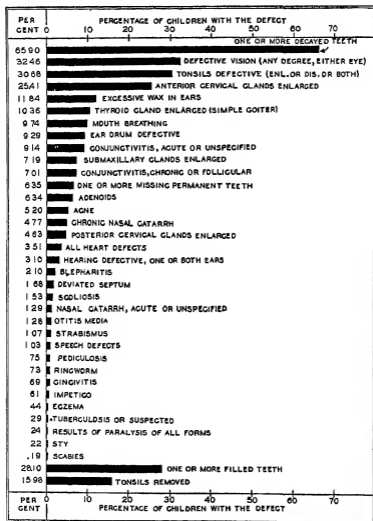 PER CENT PERCENTAGE OF CHILDREN WITH THE DEFECT
0 10 20 30 40 50 60 70
65 90 ONE OR MORE DECAYED TEETH
32 46 DEFECTIVE VISION (ANY DEGREE, EITHER EYE)
30 68 TONSILS DEFECTIVE (ENL. OR DIS. OR BOTH)
25.41 ANTERIOR CERVICAL GLANDS ENLARGED
11 84 EXCESSIVE WAX IN EARS
10 36 THYROID GLAND ENLARGED (SIMPLE GOITER)
9 74 MOUTH BREATHING
9 29 EAR DRUM DEFECTIVE
9 14 CONJUNCTIVITIS, ACUTE OR UNSPECIFIED
7 19 SUBMAXILLARY GLANDS ENLARGED
7 01 CONJUNCTIVITIS, CHRONIC OR FOLLICULAR
6 35 ONE OR MORE MISSING PERMANENT TEETH
6 34 ADENOIDS
5 20 ACNE
4 77 CHRONIC NASAL CATARRH
4 63 POSTERIOR CERVICAL GLANDS ENLARGED
3 51 ALL HEART DEFECTS
3 10 HEARING DEFECTIVE, ONE OR BOTH EARS
2 10 BLEPHARITIS
1 68 DEVIATED SEPTUM
1 53 SCOLIOSIS
1 29 NASAL CATARRH, ACUTE OR UNSPECIFIED
1 28 OTITIS MEDIA
1 07 STRABISMUS
1 03 SPEECH DEFECTS
75 PEDICULOSIS
73 RINGWORM
69 GINGIVITIS
61 IMPETIGO
44 ECZEMA
29 TUBERCULOSIS OR SUSPECTED
24 RESULTS OF PARALYSIS OF ALL FORMS
22 STY
.19 SCABIES
28.10 ONE OR MORE FILLED TEETH
15 98 TONSILS REMOVED
0 10 20 30 40 50 60 70
PER CENT PERCENTAGE OF CHILDREN WITH THE DEFECT